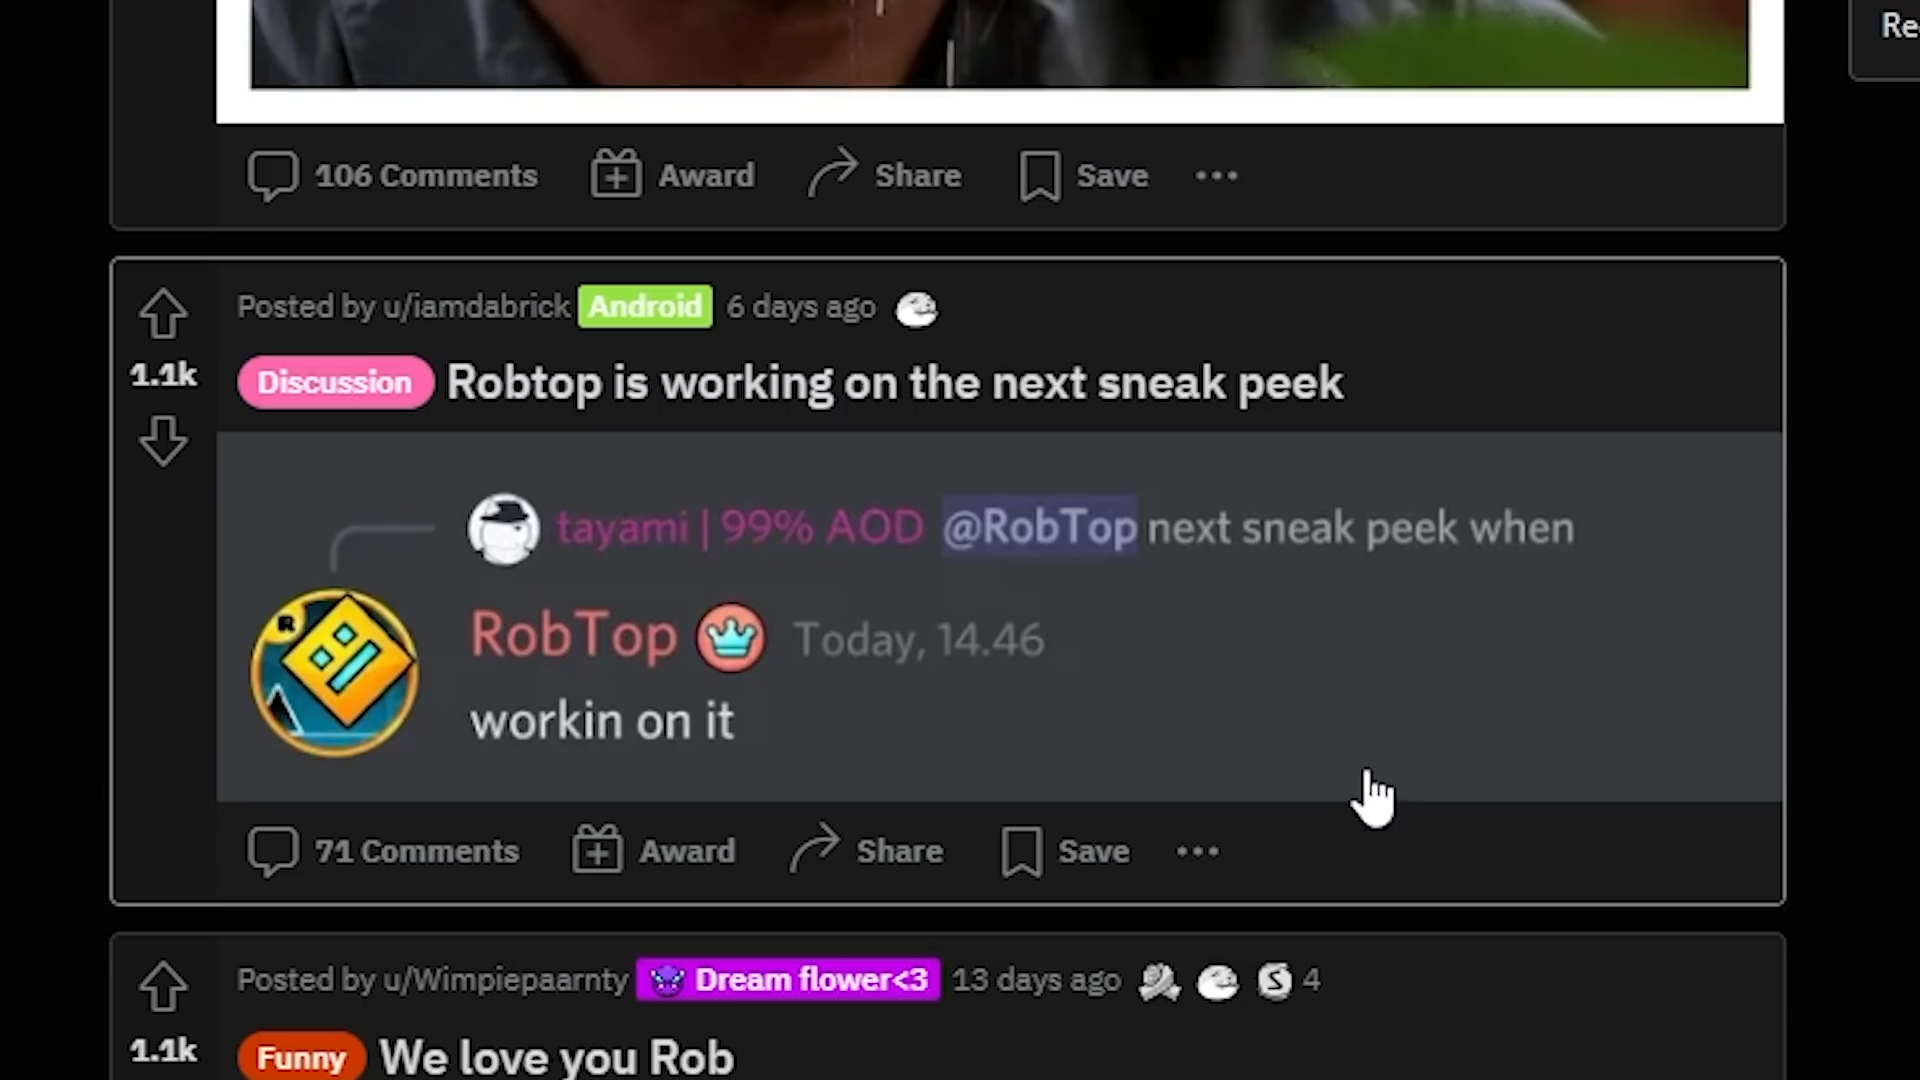 Re
106 Comments Award Share Save
Posted by u/iamdabrick Android 6 days ago
1.1k
Discussion Robtop is working on the next sneak peek
tayami | 99% AOD @RobTop next sneak peek when
RobTop Today, 14.46
workin on it
71 Comments Award Share Save
Posted by u/Wimpiepaarnty Dream flower<3 13 days ago 4
1.1k
Funny We love you Rob